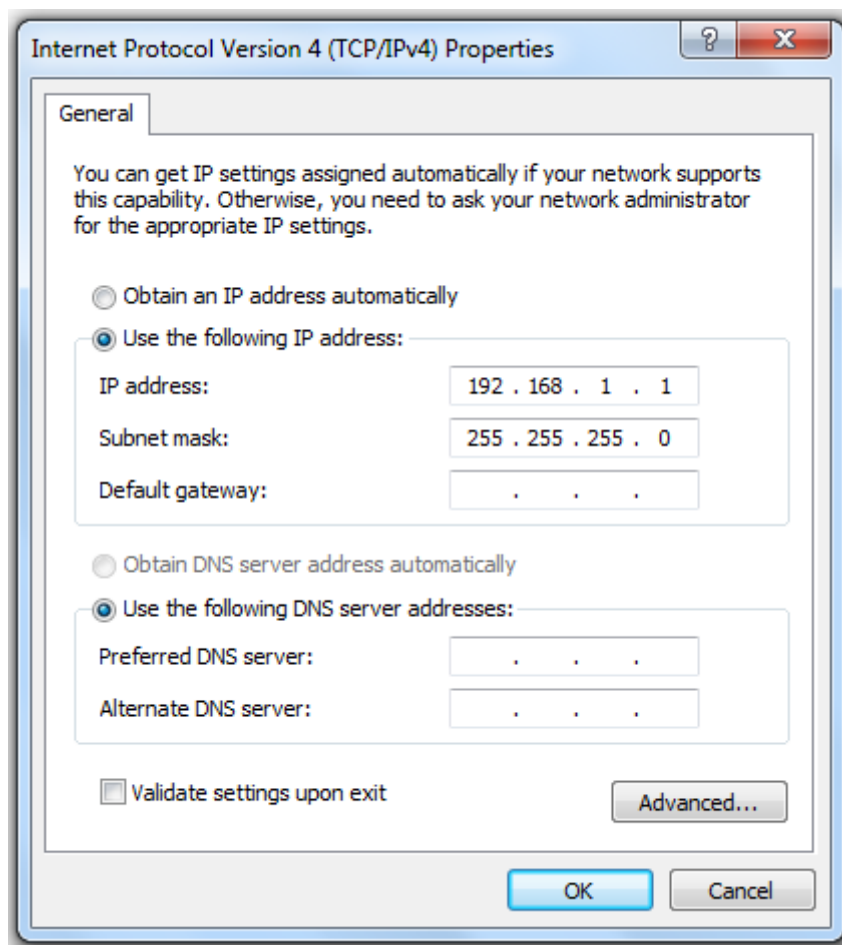 Internet Protocol Version 4 (TCP/IPv4) Properties
?
General
You can get IP settings assigned automatically if your network supports
this capability. Otherwise, you need to ask your network administrator
for the appropriate IP settings.
Obtain an IP address automatically
Use the following IP address:
IP address: 192 . 168 . 1 . 1
Subnet mask: 255 . 255 . 255 . 0
Default gateway: . . .
Obtain DNS server address automatically
Use the following DNS server addresses:
Preferred DNS server: . . .
Alternate DNS server: . . .
Validate settings upon exit
Advanced...
OK Cancel